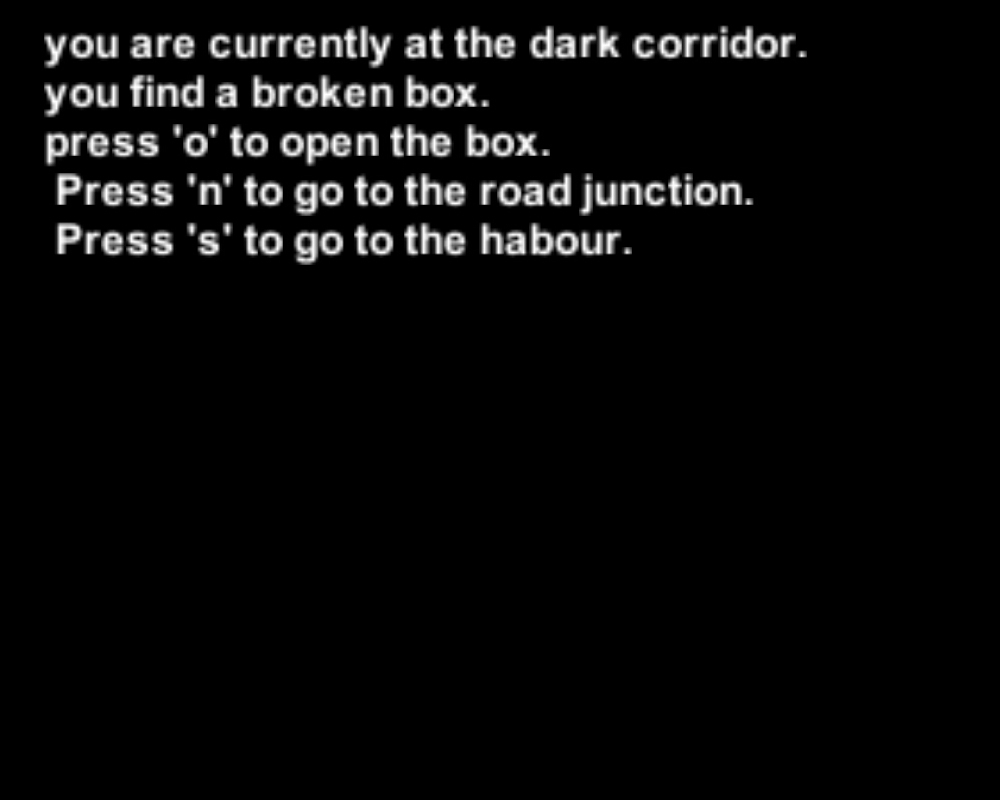 you are currently at the dark corridor.
you find a broken box.
press 'o' to open the box.
Press 'n' to go to the road junction.
Press 's' to go to the habour.